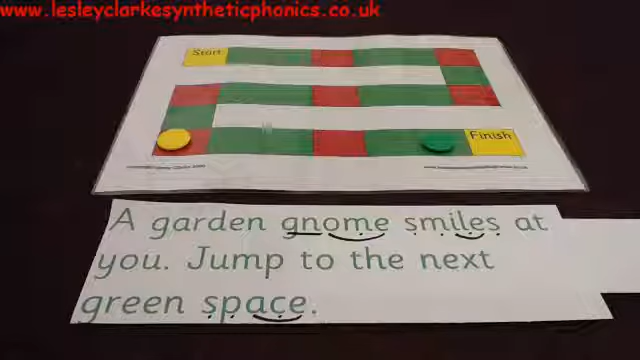 www.lesleyclarkesyntheticphonics.co.uk
Start
Finish
A garden gnome smiles at
you. Jump to the next
green space.